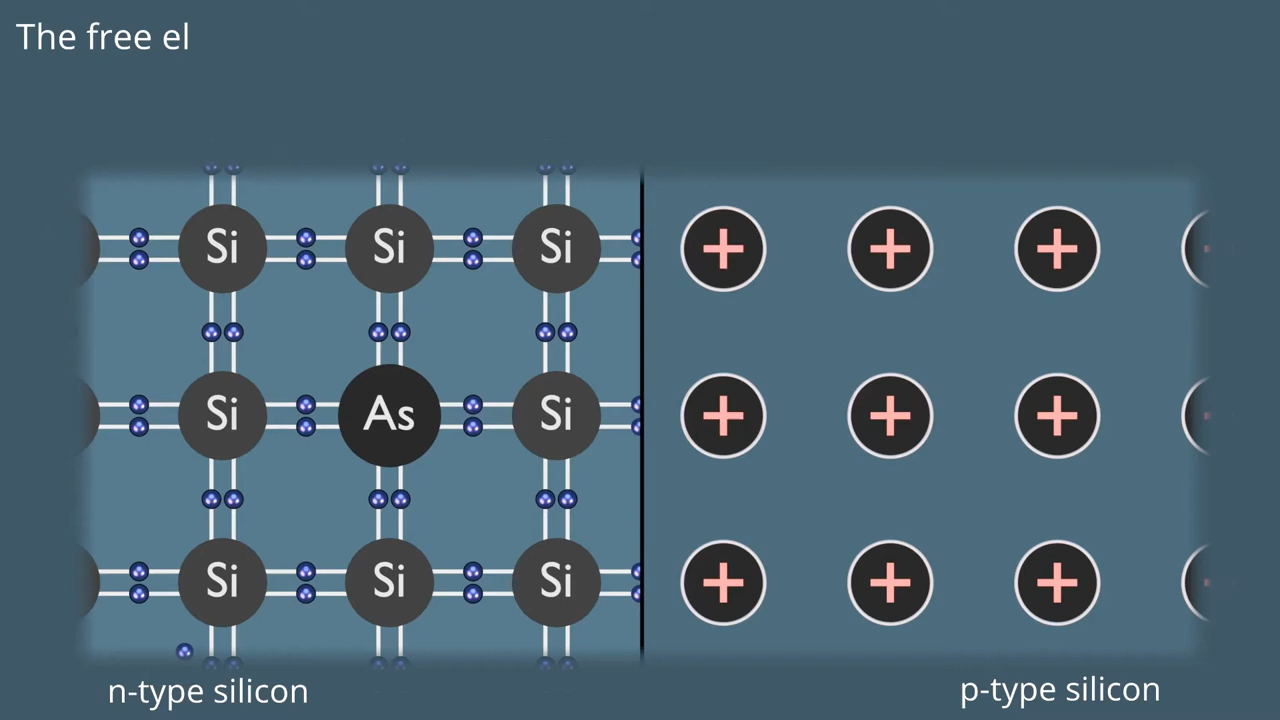 The free el
Si Si Si
+ + +
Si As Si
+ + +
Si Si Si
+ + +
n-type silicon
p-type silicon